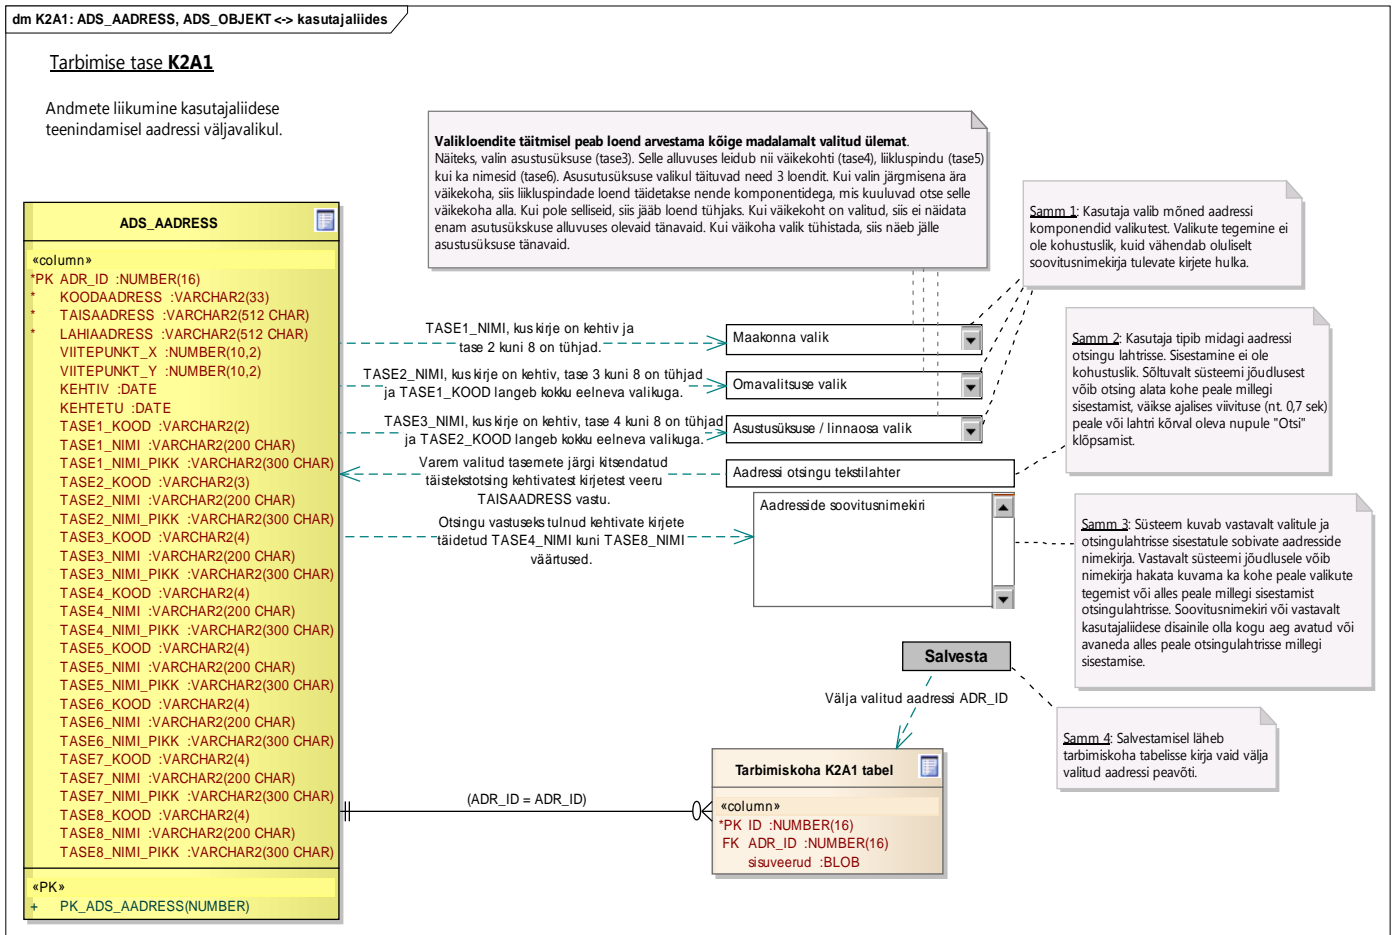 dm K2A1: ADS_AADRESS, ADS_OBJEKT <-> kasutajaliides
Tarbimise tase K2A1
Andmete liikumine kasutajaliidese
teenindamisel aadressi väljavalikul.
Valikloendite täitmisel peab loend arvestama kõige madalamalt valitud ülemat.
Näiteks, valin asustusüksuse (tase3). Selle alluvuses leidub nii väikekohti (tase4), liikluspindu (tase5)
kui ka nimesid (tase6). Asusutusüksuse valikul täituvad need 3 loendit. Kui valin järgmisena ära
väikekoha, siis liikluspindade loend täidetakse nende komponentidega, mis kuuluvad otse selle
väikekoha alla. Kui pole selliseid, siis jääb loend tühjaks. Kui väikekoht on valitud, siis ei näidata
enam asutusükskuse alluvuses olevaid tänavaid. Kui väikoha valik tühistada, siis näeb jälle
asustusüksuse tänavaid.
ADS_AADRESS
«column»
*PK ADR_ID :NUMBER(16)
* KOODAADRESS :VARCHAR2(33)
* TAISAADRESS :VARCHAR2(512 CHAR)
* LAHIAADRESS :VARCHAR2(512 CHAR)
VIITEPUNKT_X :NUMBER(10,2)
VIITEPUNKT_Y :NUMBER(10,2)
KEHTIV :DATE
KEHTETU :DATE
TASE1_KOOD :VARCHAR2(2)
TASE1_NIMI :VARCHAR2(200 CHAR)
TASE1_NIMI_PIKK :VARCHAR2(300 CHAR)
TASE2_KOOD :VARCHAR2(3)
TASE2_NIMI :VARCHAR2(200 CHAR)
TASE2_NIMI_PIKK :VARCHAR2(300 CHAR)
TASE3_KOOD :VARCHAR2(4)
TASE3_NIMI :VARCHAR2(200 CHAR)
TASE3_NIMI_PIKK :VARCHAR2(300 CHAR)
TASE4_KOOD :VARCHAR2(4)
TASE4_NIMI :VARCHAR2(200 CHAR)
TASE4_NIMI_PIKK :VARCHAR2(300 CHAR)
TASE5_KOOD :VARCHAR2(4)
TASE5_NIMI :VARCHAR2(200 CHAR)
TASE5_NIMI_PIKK :VARCHAR2(300 CHAR)
TASE6_KOOD :VARCHAR2(4)
TASE6_NIMI :VARCHAR2(200 CHAR)
TASE6_NIMI_PIKK :VARCHAR2(300 CHAR)
TASE7_KOOD :VARCHAR2(4)
TASE7_NIMI :VARCHAR2(200 CHAR)
TASE7_NIMI_PIKK :VARCHAR2(300 CHAR)
TASE8_KOOD :VARCHAR2(4)
TASE8_NIMI :VARCHAR2(200 CHAR)
TASE8_NIMI_PIKK :VARCHAR2(300 CHAR)
«PK»
+ PK_ADS_AADRESS(NUMBER)
TASE1_NIMI, kus kirje on kehtiv ja
tase 2 kuni 8 on tühjad.
TASE2_NIMI, kus kirje on kehtiv, tase 3 kuni 8 on tühjad
ja TASE1_KOOD langeb kokku eelneva valikuga.
TASE3_NIMI, kus kirje on kehtiv, tase 4 kuni 8 on tühjad
ja TASE2_KOOD langeb kokku eelneva valikuga.
Varem valitud tasemete järgi kitsendatud
täistekstotsing kehtivatest kirjetest veeru
TAISAADRESS vastu.
Otsingu vastuseks tulnud kehtivate kirjete
täidetud TASE4_NIMI kuni TASE8_NIMI
väärtused.
Maakonna valik
Omavalitsuse valik
Asustusüksuse / linnaosa valik
Aadressi otsingu tekstilahter
Aadresside soovitusnimekiri
Salvesta
Välja valitud aadressi ADR_ID
(ADR_ID = ADR_ID)
Tarbimiskoha K2A1 tabel
«column»
*PK ID :NUMBER(16)
FK ADR_ID :NUMBER(16)
sisuveerud :BLOB
Samm 1: Kasutaja valib mõned aadressi
komponendid valikutest. Valikute tegemine ei
ole kohustuslik, kuid vähendab oluliselt
soovitusnimekirja tulevate kirjete hulka.
Samm 2: Kasutaja tipib midagi aadressi
otsingu lahtrisse. Sisestamine ei ole
kohustuslik. Sõltuvalt süsteemi jõudlusest
võib otsing alata kohe peale millegi
sisestamist, väikse ajalises viivituse (nt. 0,7 sek)
peale või lahtri kõrval oleva nupule "Otsi"
klõpsamist.
Samm 3: Süsteem kuvab vastavalt valitule ja
otsingulahtrisse sisestatule sobivate aadresside
nimekirja. Vastavalt süsteemi jõudlusele võib
nimekirja hakata kuvama ka kohe peale valikute
tegemist või alles peale millegi sisestamist
otsingulahtrisse. Soovitusnimekiri või vastavalt
kasutajaliidese disainile olla kogu aeg avatud või
avaneda alles peale otsingulahtrisse millegi
sisestamise.
Samm 4: Salvestamisel läheb
tarbimiskoha tabelisse kirja vaid välja
valitud aadressi peavõti.